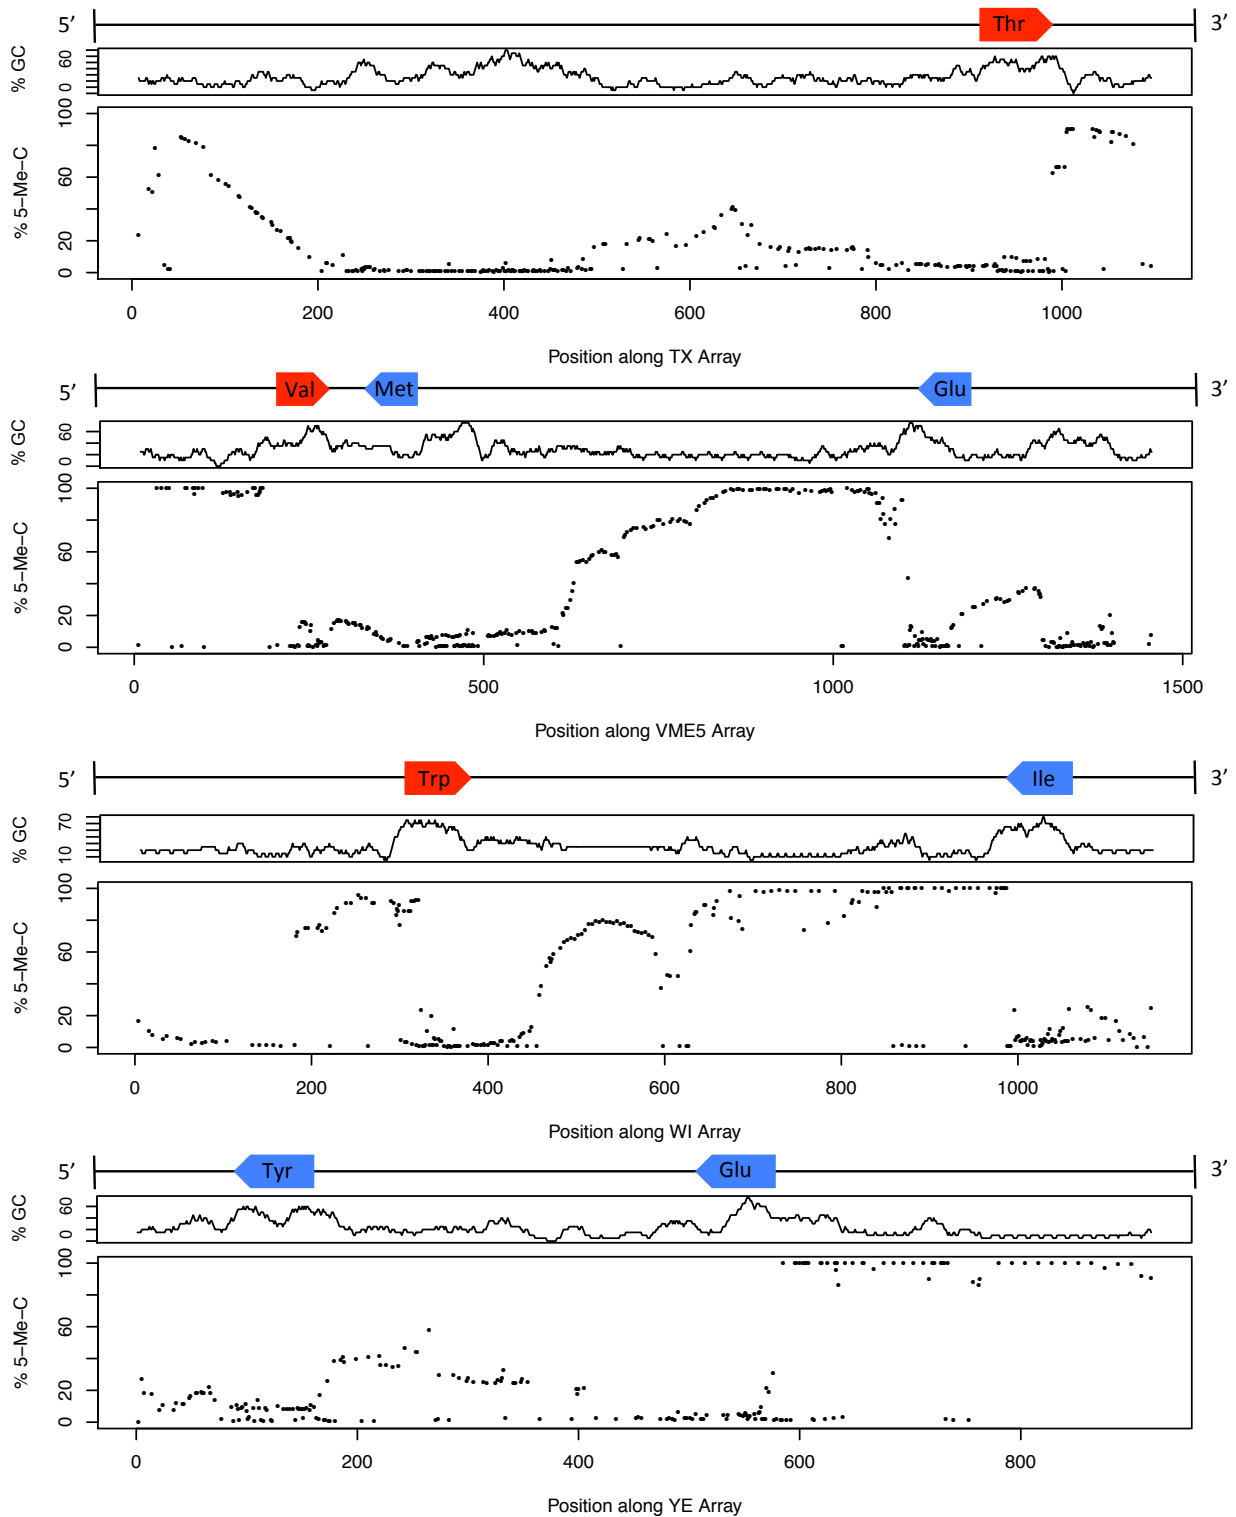 5′ Thr 3′
% GC
60
0
% 5−Me−C
100
60
20
0
0 200 400 600 800 1000
Position along TX Array
5′ Val Met Glu 3′
% GC
60
0
% 5−Me−C
100
60
20
0
0 500 1000 1500
Position along VME5 Array
5′ Trp Ile 3′
% GC
70
10
% 5−Me−C
100
60
20
0
0 200 400 600 800 1000
Position along WI Array
5′ Tyr Glu 3′
% GC
60
0
% 5−Me−C
100
60
20
0
0 200 400 600 800
Position along YE Array